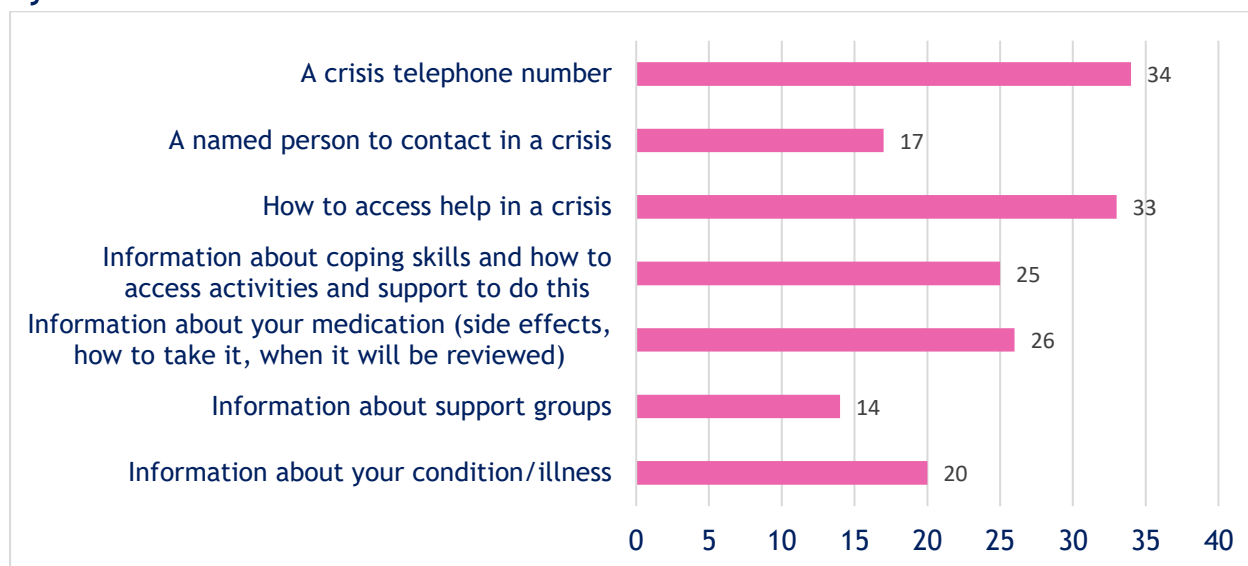 A crisis telephone number
34
A named person to contact in a crisis
17
How to access help in a crisis
33
Information about coping skills and how to
access activities and support to do this
25
Information about your medication (side effects,
how to take it, when it will be reviewed)
26
Information about support groups
14
Information about your condition/illness
20
0 5 10 15 20 25 30 35 40